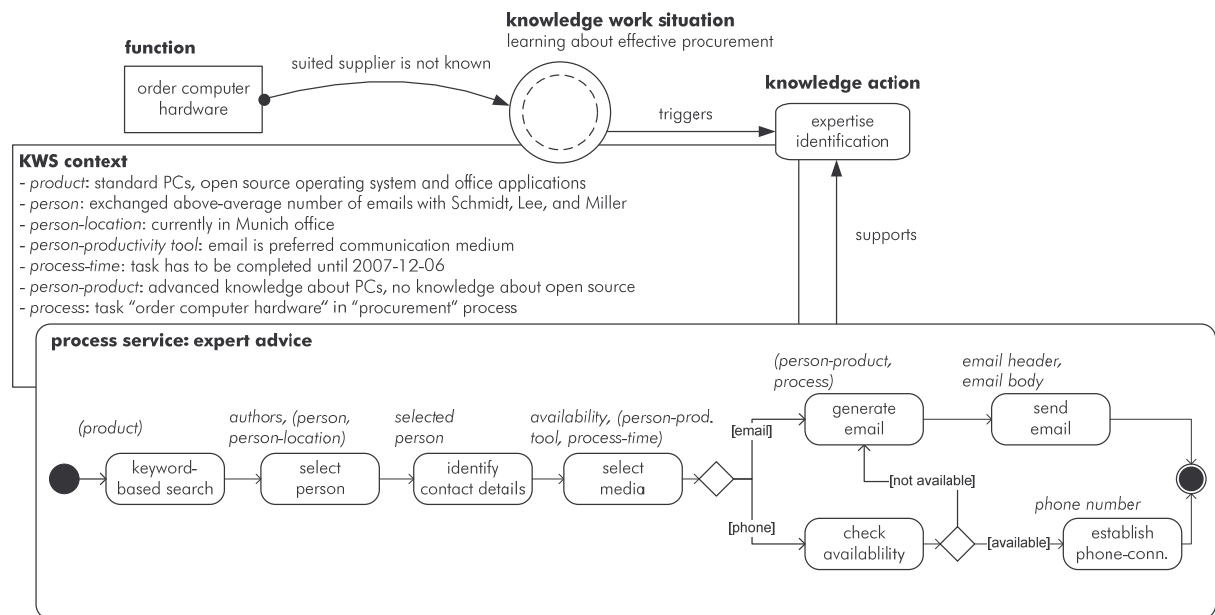 knowledge work situation
learning about effective procurement
function
suited supplier is not known
order computer
hardware
knowledge action
triggers
expertise
identification
KWS context
- product: standard PCs, open source operating system and office applications
- person: exchanged above-average number of emails with Schmidt, Lee, and Miller
- person-location: currently in Munich office
- person-productivity tool: email is preferred communication medium
- process-time: task has to be completed until 2007-12-06
- person-product: advanced knowledge about PCs, no knowledge about open source
- process: task "order computer hardware" in "procurement" process
supports
process service: expert advice
(product)
keyword-
based search
authors, (person,
person-location)
select
person
selected
person
identify
contact details
availability, (person-prod.
tool, process-time)
select
media
[email]
(person-product,
process)
generate
email
email header,
email body
send
email
[not available]
[phone]
check
availablility
[available]
phone number
establish
phone-conn.